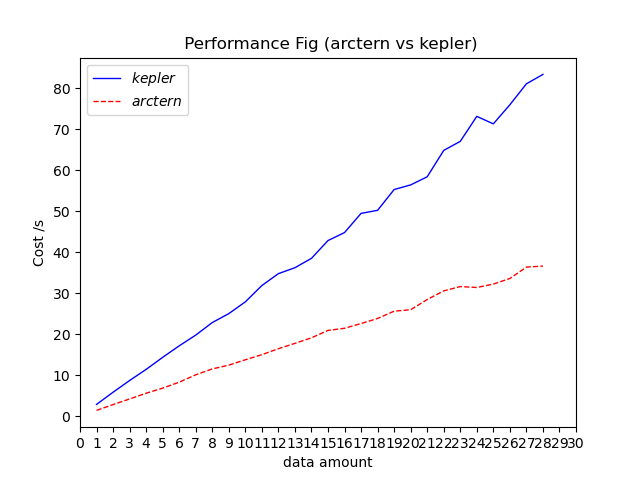 Performance Fig (arctern vs kepler)
kepler
arctern
Cost /s
80
70
60
50
40
30
20
10
0
0 1 2 3 4 5 6 7 8 9 10 11 12 13 14 15 16 17 18 19 20 21 22 23 24 25 26 27 28 29 30
data amount